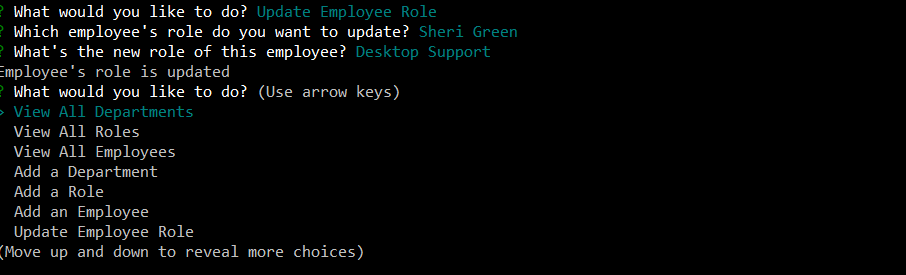 ? What would you like to do? Update Employee Role
? Which employee's role do you want to update? Sheri Green
? What's the new role of this employee? Desktop Support
Employee's role is updated
? What would you like to do? (Use arrow keys)
> View All Departments
View All Roles
View All Employees
Add a Department
Add a Role
Add an Employee
Update Employee Role
(Move up and down to reveal more choices)